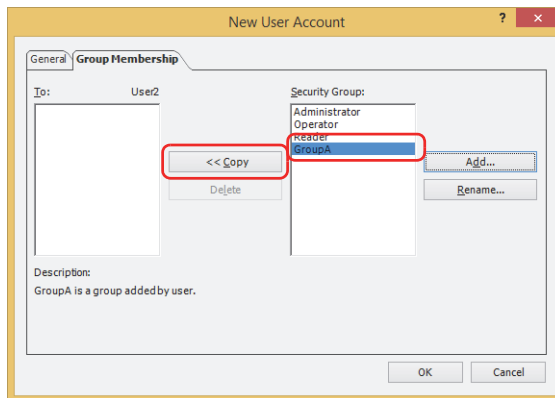 New User Account
? ×
General Group Membership
To: User2 Security Group:
Administrator
Operator
Reader
GroupA
<< Copy Add...
Delete Rename...
Description:
GroupA is a group added by user.
OK Cancel